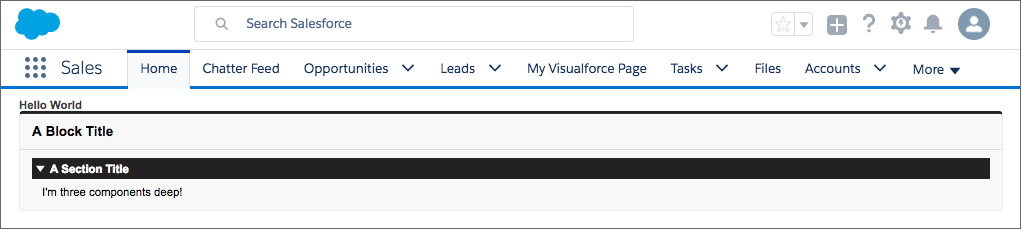 Search Salesforce
Sales Home Chatter Feed Opportunities Leads My Visualforce Page Tasks Files Accounts More
Hello World
A Block Title
A Section Title
I'm three components deep!